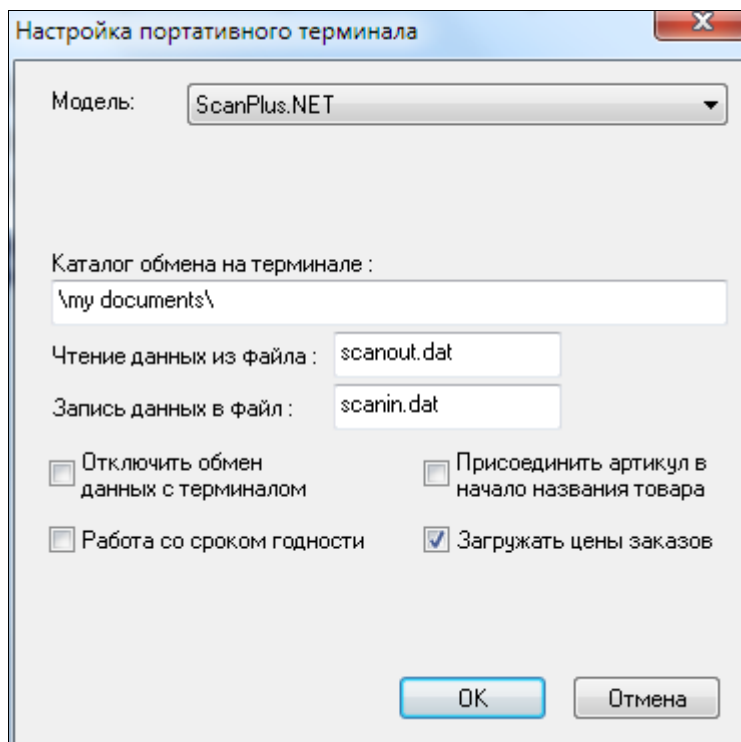 Настройка портативного терминала
Модель: ScanPlus.NET
Каталог обмена на терминале :
\my documents\
Чтение данных из файла : scanout.dat
Запись данных в файл : scanin.dat
Отключить обмен
данных с терминалом
Присоединить артикул в
начало названия товара
Работа со сроком годности
Загружать цены заказов
OK
Отмена